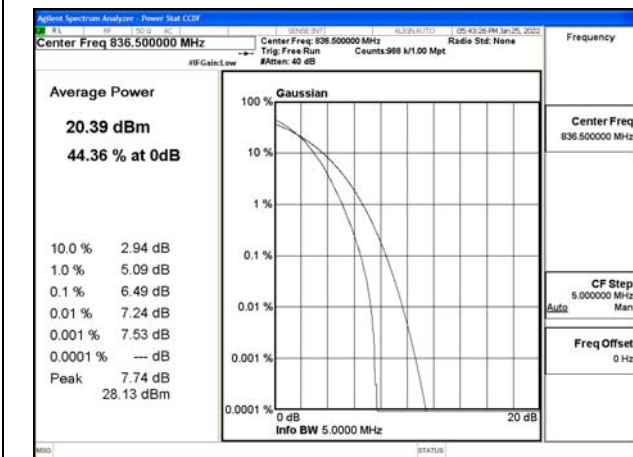 Agilent Spectrum Analyzer - Power Stat CCDF
RL RF 50 Ω AC SENSE:INT ALIGN AUTO 05:43:26 PM Jan 25, 2022
Center Freq 836.500000 MHz
Center Freq: 836.500000 MHz Radio Std: None
Trig: Free Run Counts:988 k/1.00 Mpt
#IFGain:Low #Atten: 40 dB
Frequency
Average Power
20.39 dBm
44.36 % at 0dB
10.0 % 2.94 dB
1.0 % 5.09 dB
0.1 % 6.49 dB
0.01 % 7.24 dB
0.001 % 7.53 dB
0.0001 % --- dB
Peak 7.74 dB
28.13 dBm
Gaussian
100 %
10 %
1 %
0.1 %
0.01 %
0.001 %
0.0001 %
0 dB 20 dB
Info BW 5.0000 MHz
Center Freq
836.500000 MHz
CF Step
5.000000 MHz
Auto Man
Freq Offset
0 Hz
MSG STATUS